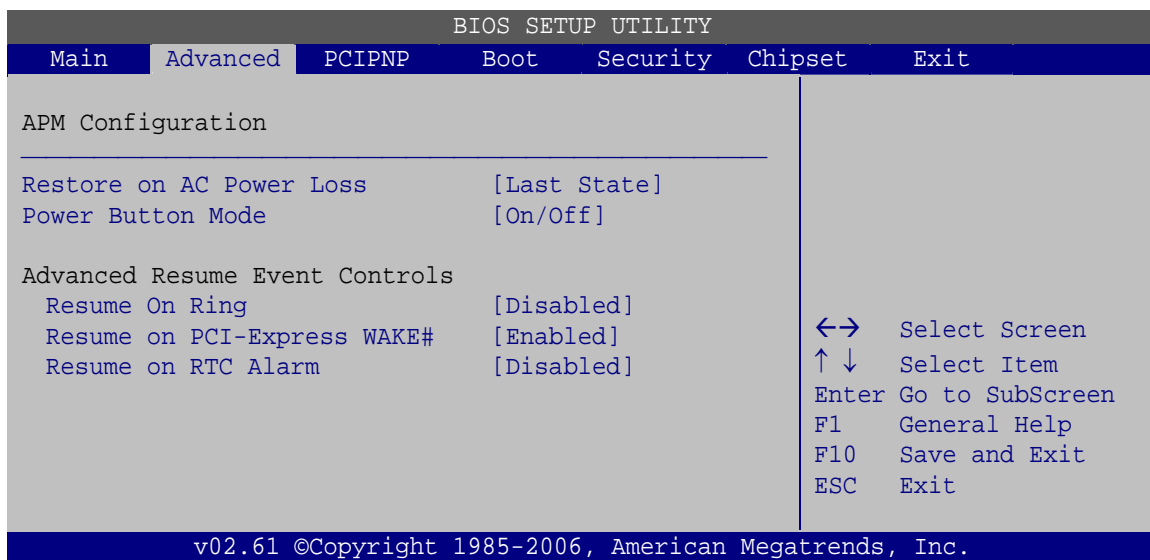 BIOS SETUP UTILITY
Main Advanced PCIPNP Boot Security Chipset Exit
APM Configuration
Restore on AC Power Loss [Last State]
Power Button Mode [On/Off]
Advanced Resume Event Controls
Resume On Ring [Disabled]
Resume on PCI-Express WAKE# [Enabled]
Resume on RTC Alarm [Disabled]
←→ Select Screen
↑ ↓ Select Item
Enter Go to SubScreen
F1 General Help
F10 Save and Exit
ESC Exit
v02.61 ©Copyright 1985-2006, American Megatrends, Inc.